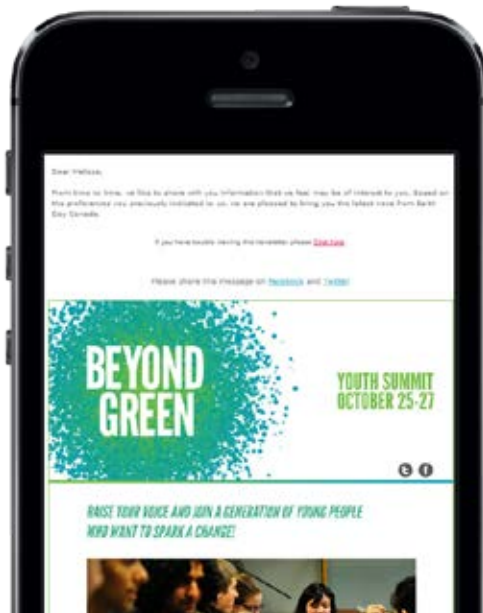 Dear Melissa,
From time to time, we like to share with you information that we feel may be of interest to you. Based on
the preferences you previously indicated to us, we are pleased to bring you the latest news from Earth
Day Canada.
If you have trouble viewing this newsletter please click here
Please share this message on Facebook and Twitter
BEYOND
GREEN
YOUTH SUMMIT
OCTOBER 25-27
RAISE YOUR VOICE AND JOIN A GENERATION OF YOUNG PEOPLE
WHO WANT TO SPARK A CHANGE!